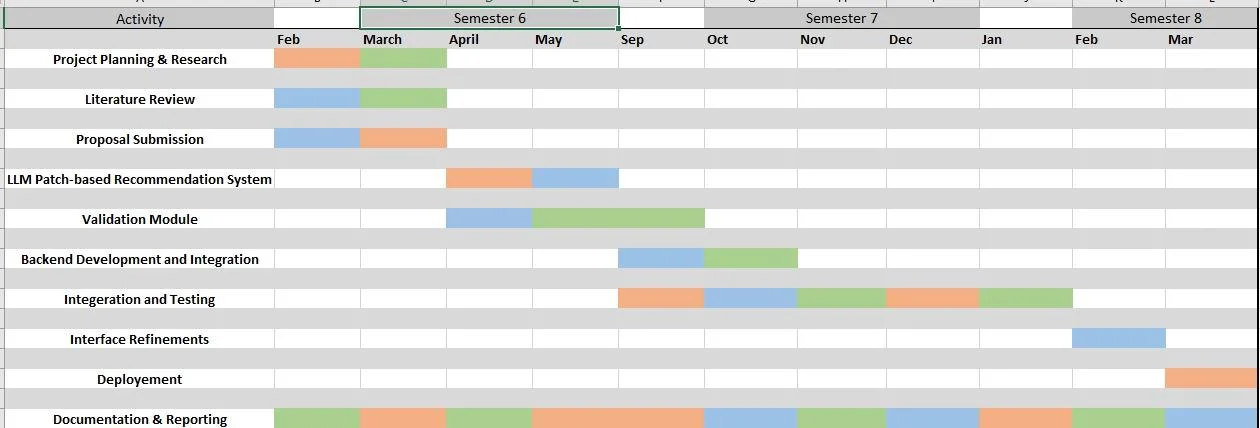 Activity Semester 6 Semester 7 Semester 8
Feb March April May Sep Oct Nov Dec Jan Feb Mar
Project Planning & Research
Literature Review
Proposal Submission
LLM Patch-based Recommendation System
Validation Module
Backend Development and Integration
Integeration and Testing
Interface Refinements
Deployement
Documentation & Reporting